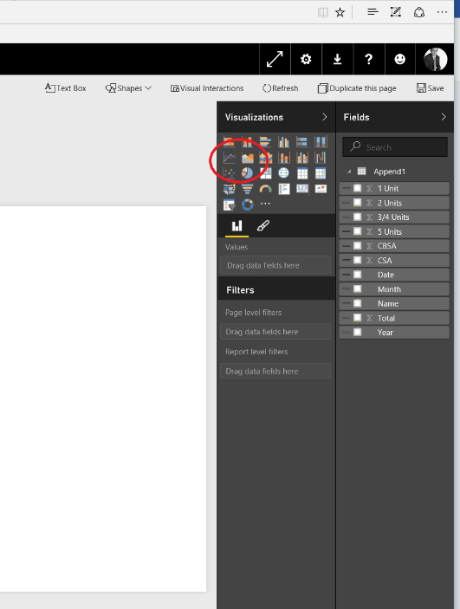 Text Box Shapes Visual Interactions Refresh Duplicate this page Save
Visualizations
Values
Drag data fields here
Filters
Page level filters
Drag data fields here
Report level filters
Drag data fields here
Fields
Search
Append1
1 Unit
2 Units
3/4 Units
5 Units
CBSA
CSA
Date
Month
Name
Total
Year